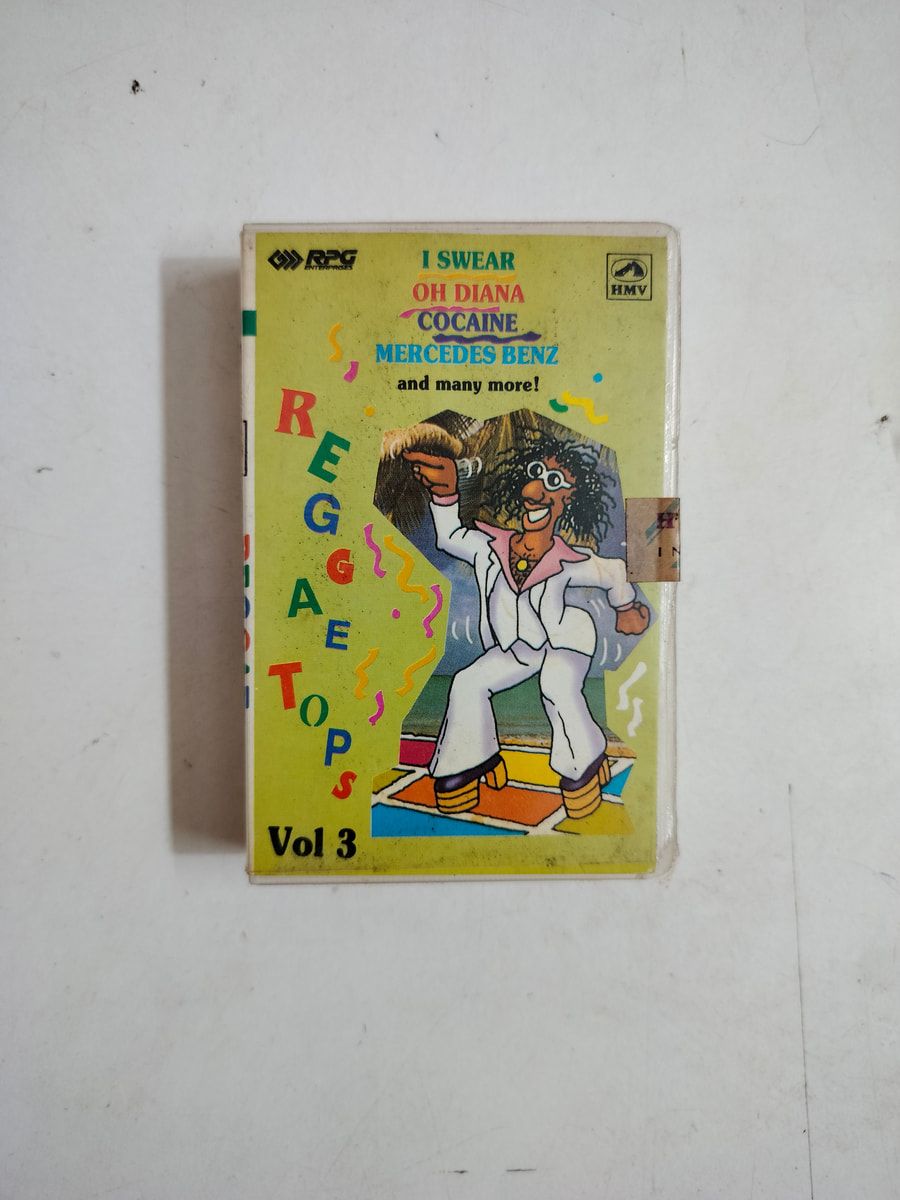 RPG
ENTERPRISES
I SWEAR
OH DIANA
COCAINE
MERCEDES BENZ
and many more!
HMV
REGGAE
TOPS
Vol 3